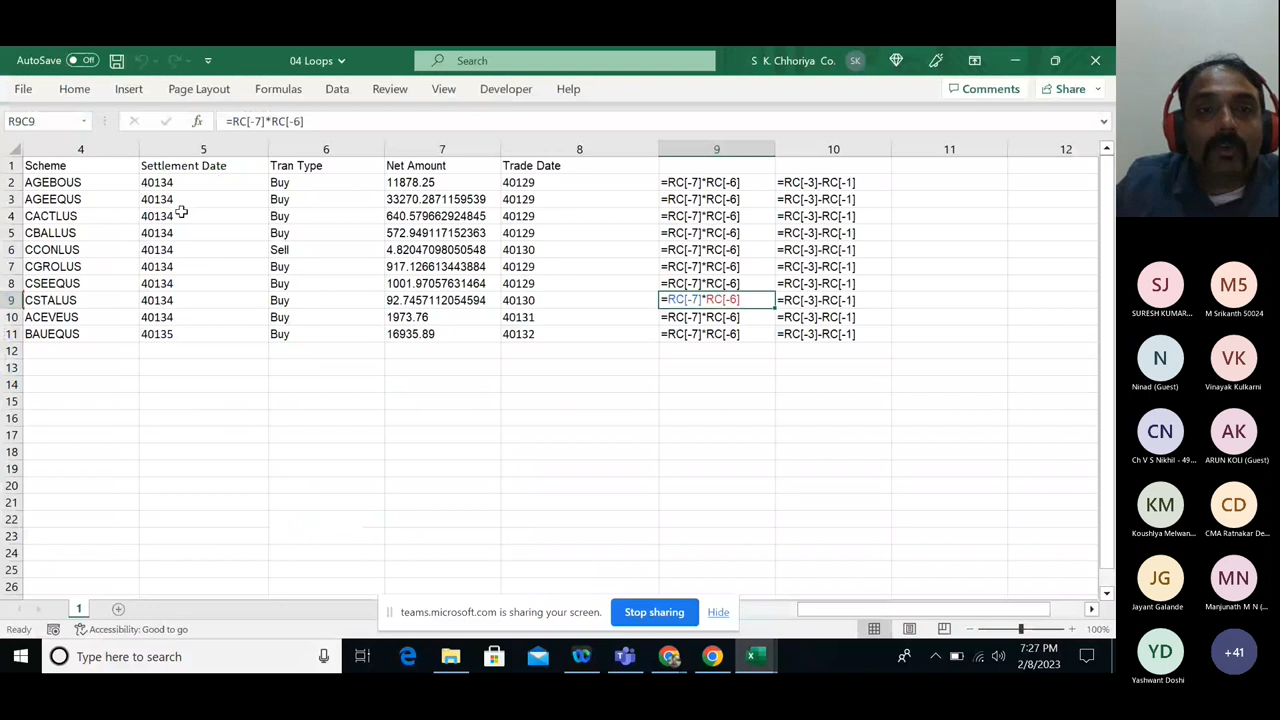 AutoSave Off 04 Loops Search S K. Chhoriya Co. SK
File Home Insert Page Layout Formulas Data Review View Developer Help Comments Share
R9C9 fx =RC[-7]*RC[-6]
4 5 6 7 8 9 10 11 12
1 Scheme Settlement Date Tran Type Net Amount Trade Date
2 AGEBOUS 40134 Buy 11878.25 40129 =RC[-7]*RC[-6] =RC[-3]-RC[-1]
3 AGEEQUS 40134 Buy 33270.2871159539 40129 =RC[-7]*RC[-6] =RC[-3]-RC[-1]
4 CACTLUS 40134 Buy 640.579662924845 40129 =RC[-7]*RC[-6] =RC[-3]-RC[-1]
5 CBALLUS 40134 Buy 572.949117152363 40129 =RC[-7]*RC[-6] =RC[-3]-RC[-1]
6 CCONLUS 40134 Sell 4.82047098050548 40130 =RC[-7]*RC[-6] =RC[-3]-RC[-1]
7 CGROLUS 40134 Buy 917.126613443884 40129 =RC[-7]*RC[-6] =RC[-3]-RC[-1]
8 CSEEQUS 40134 Buy 1001.97057631464 40129 =RC[-7]*RC[-6] =RC[-3]-RC[-1]
9 CSTALUS 40134 Buy 92.7457112054594 40130 =RC[-7]*RC[-6] =RC[-3]-RC[-1]
10 ACEVEUS 40134 Buy 1973.76 40131 =RC[-7]*RC[-6] =RC[-3]-RC[-1]
11 BAUEQUS 40135 Buy 16935.89 40132 =RC[-7]*RC[-6] =RC[-3]-RC[-1]
12
13
14
15
16
17
18
19
20
21
22
23
24
25
26
teams.microsoft.com is sharing your screen. Stop sharing Hide
1
Ready Accessibility: Good to go 100%
Type here to search 7:27 PM
2/8/2023
SJ M5
SURESH KUMAR... M Srikanth 50024
N VK
Ninad (Guest) Vinayak Kulkarni
CN AK
Ch V S Nikhil - 49... ARUN KOLI (Guest)
KM CD
Koushlya Melwan... CMA Ratnakar De...
JG MN
Jayant Galande Manjunath M N (...
YD +41
Yashwant Doshi